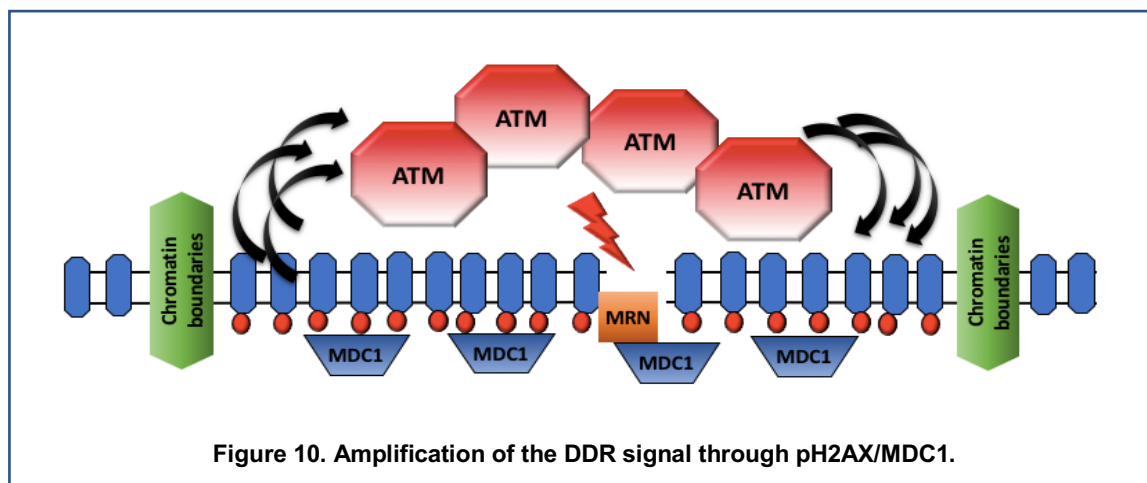 ATM
ATM
ATM
ATM
Chromatin
boundaries
Chromatin
boundaries
MRN
MDC1
MDC1
MDC1
MDC1
Figure 10. Amplification of the DDR signal through pH2AX/MDC1.